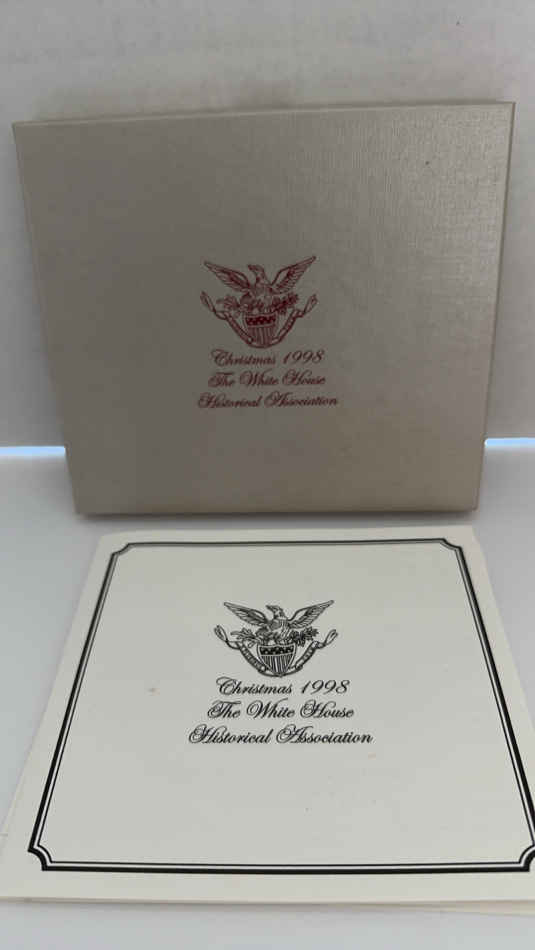 Christmas 1998
The White House
Historical Association
Christmas 1998
The White House
Historical Association